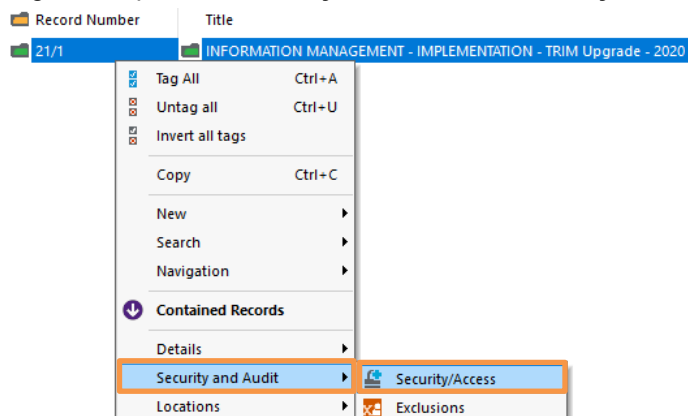 Record Number Title
21/1 INFORMATION MANAGEMENT - IMPLEMENTATION - TRIM Upgrade - 2020
Tag All Ctrl+A
Untag all Ctrl+U
Invert all tags
Copy Ctrl+C
New
Search
Navigation
Contained Records
Details
Security and Audit Security/Access
Locations Exclusions